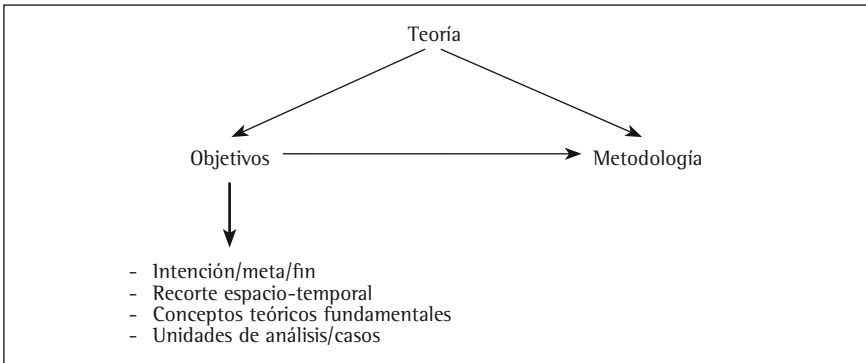 Teoría
Objetivos
Metodología
- Intención/meta/fin
- Recorte espacio-temporal
- Conceptos teóricos fundamentales
- Unidades de análisis/casos